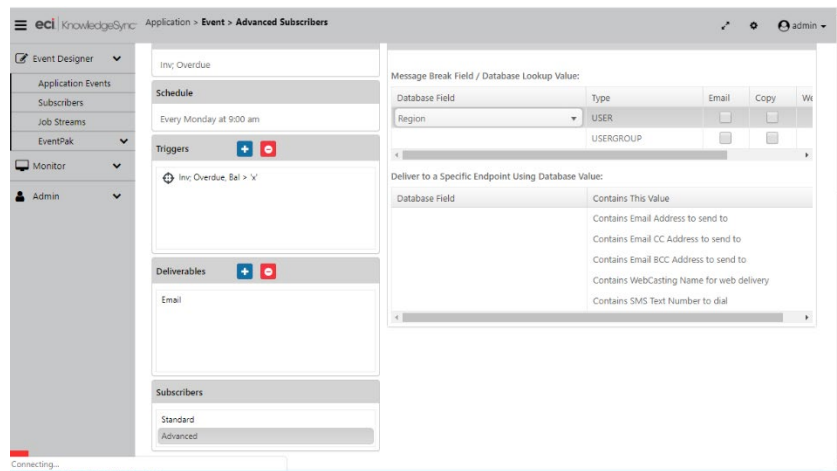 eci KnowledgeSync
Application > Event > Advanced Subscribers
admin
Event Designer
Application Events
Subscribers
Job Streams
EventPak
Monitor
Admin
Inv; Overdue
Schedule
Every Monday at 9:00 am
Triggers
Inv; Overdue, Bal > 'x'
Deliverables
Email
Subscribers
Standard
Advanced
Message Break Field / Database Lookup Value:
Database Field Type Email Copy We
Region USER
USERGROUP
Deliver to a Specific Endpoint Using Database Value:
Database Field Contains This Value
Contains Email Address to send to
Contains Email CC Address to send to
Contains Email BCC Address to send to
Contains WebCasting Name for web delivery
Contains SMS Text Number to dial
Connecting...